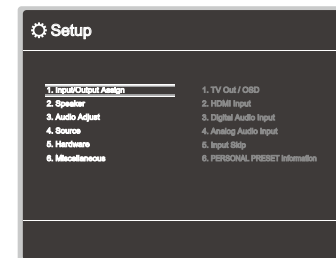 Setup
1. Input/Output Assign
2. Speaker
3. Audio Adjust
4. Source
5. Hardware
6. Miscellaneous
1. TV Out / OSD
2. HDMI Input
3. Digital Audio Input
4. Analog Audio Input
5. Input Skip
6. PERSONAL PRESET Information